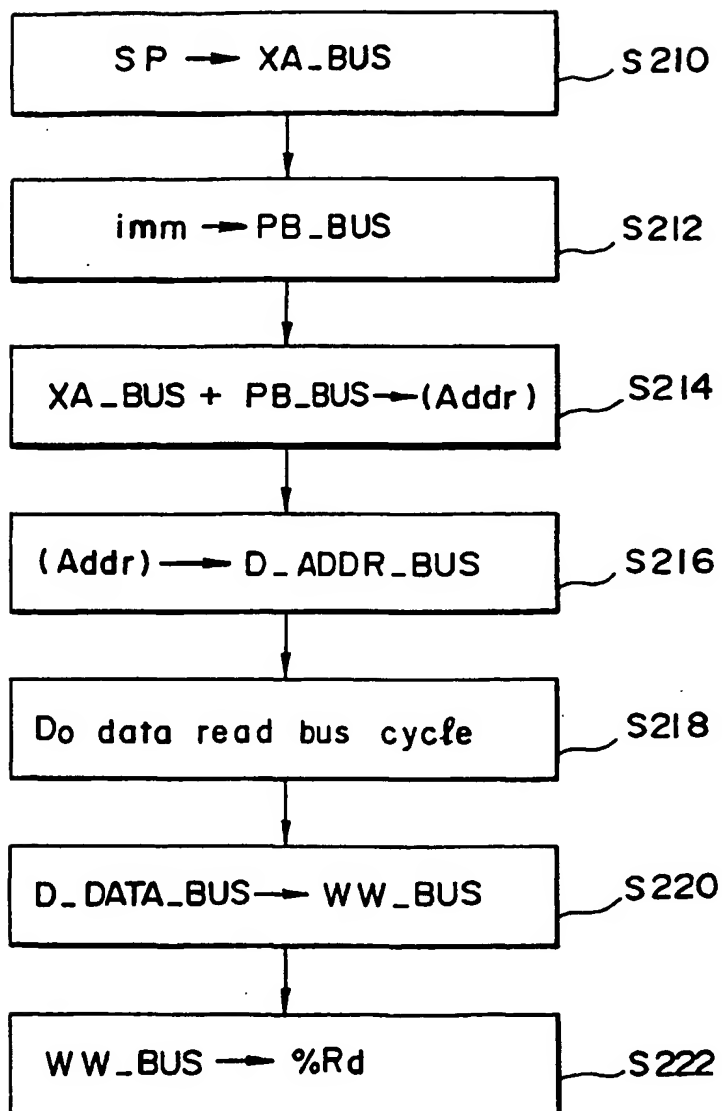 SP → XA_BUS S210
imm → PB_BUS S212
XA_BUS + PB_BUS → (Addr) S214
(Addr) → D_ADDR_BUS S216
Do data read bus cycle S218
D_DATA_BUS → WW_BUS S220
WW_BUS → %Rd S222